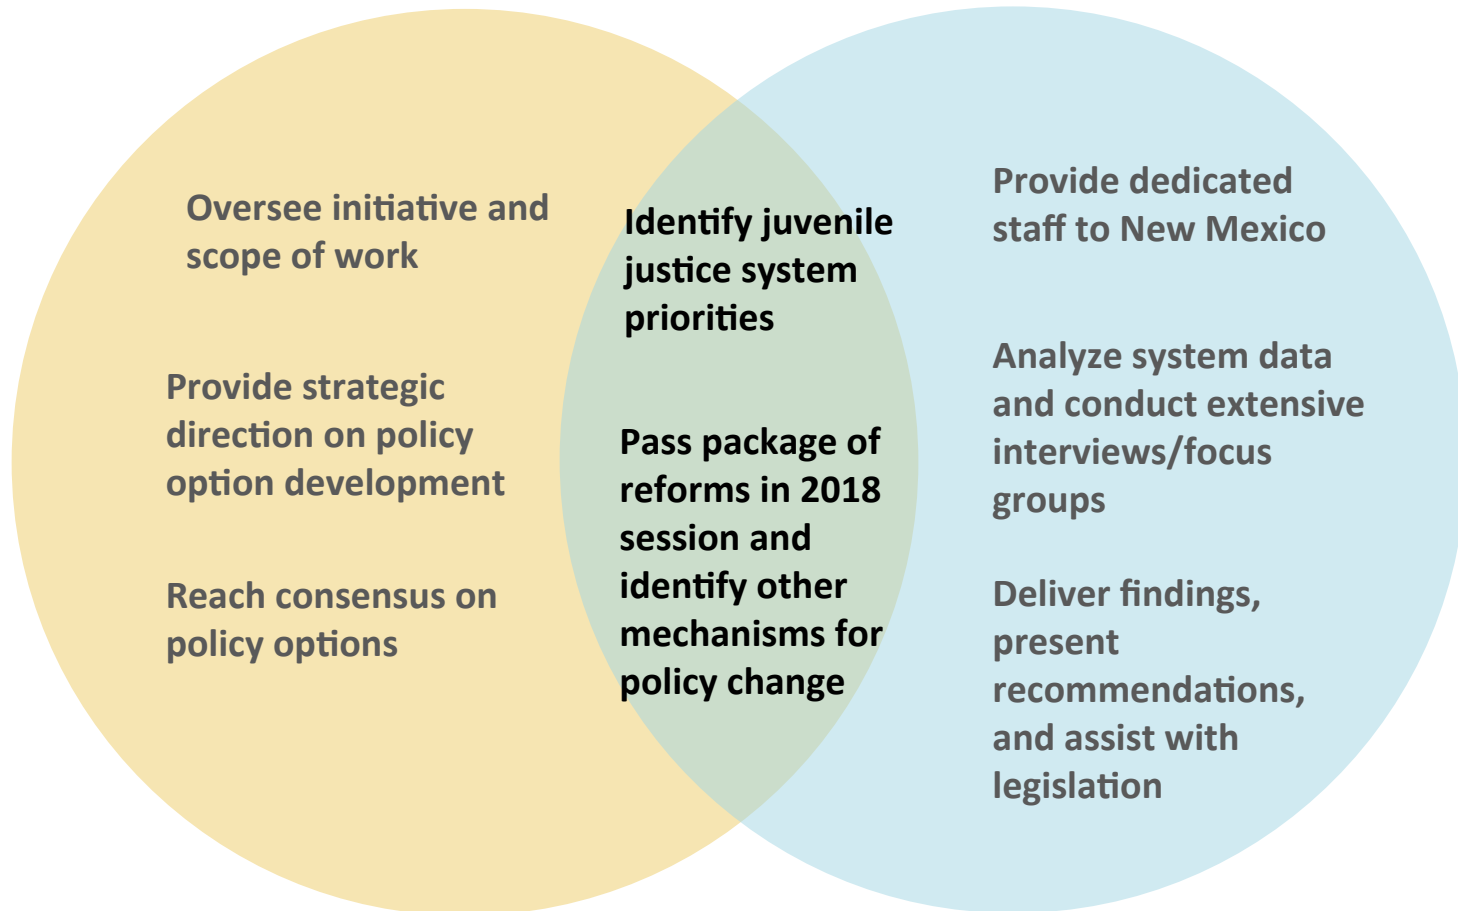 Oversee initiative and
scope of work
Provide strategic
direction on policy
option development
Reach consensus on
policy options
Identify juvenile
justice system
priorities
Pass package of
reforms in 2018
session and
identify other
mechanisms for
policy change
Provide dedicated
staff to New Mexico
Analyze system data
and conduct extensive
interviews/focus
groups
Deliver findings,
present
recommendations,
and assist with
legislation